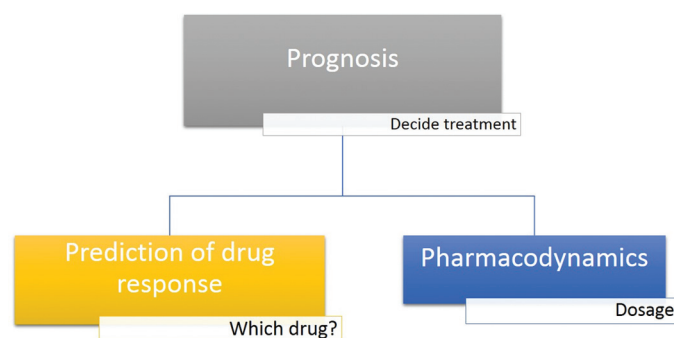 Prognosis
Decide treatment
Prediction of drug
response
Which drug?
Pharmacodynamics
Dosage